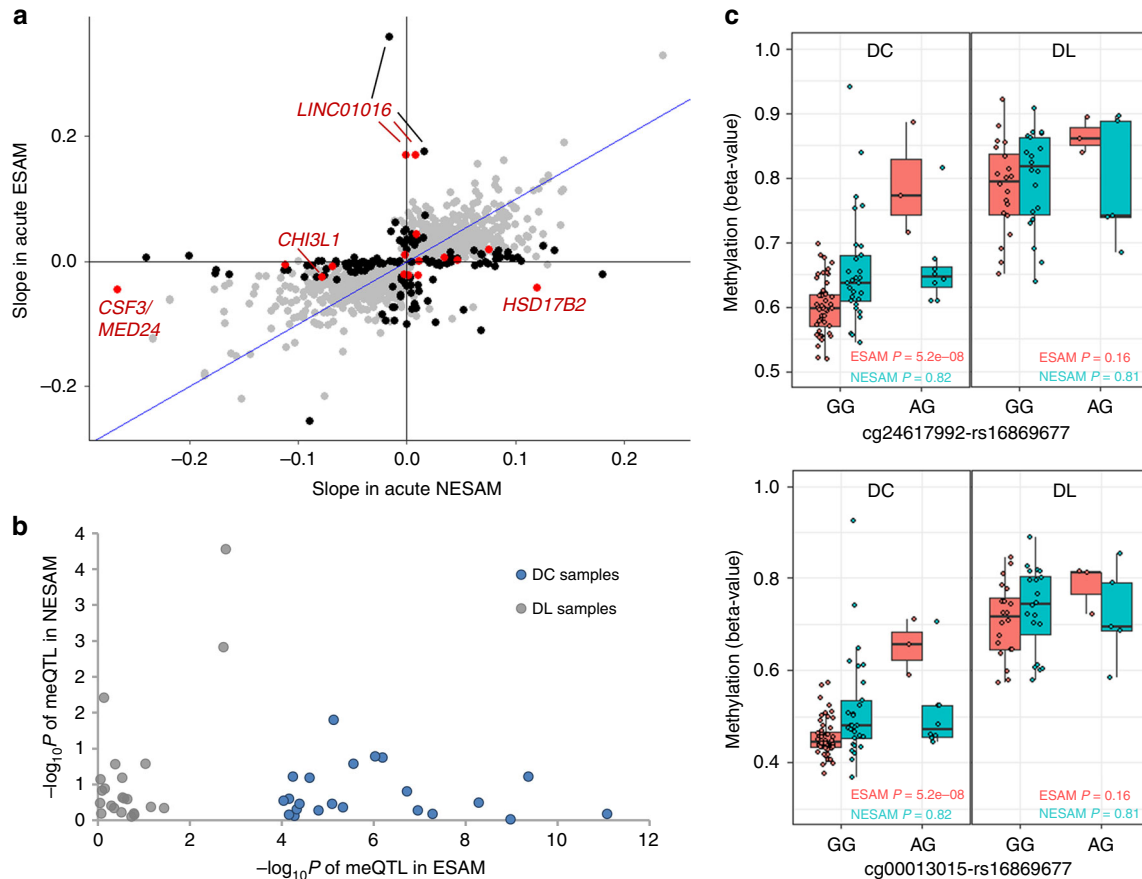 a
Slope in acute ESAM
0.2
0.0
−0.2
LINC01016
CHI3L1
CSF3/
MED24
HSD17B2
−0.2
−0.1
0.0
0.1
0.2
Slope in acute NESAM
b
−log10P of meQTL in NESAM
4
4
3
3
2
2
1
1
0
DC samples
DL samples
0
2
4
6
8
10
12
−log10P of meQTL in ESAM
c
Methylation (beta-value)
1.0
0.9
0.8
0.7
0.6
0.5
DC
DL
ESAM P = 5.2e−08
NESAM P = 0.82
ESAM P = 0.16
NESAM P = 0.81
GG
AG
GG
AG
cg24617992-rs16869677
Methylation (beta-value)
1.0
0.8
0.6
0.4
DC
DL
ESAM P = 5.2e−08
NESAM P = 0.82
ESAM P = 0.16
NESAM P = 0.81
GG
AG
GG
AG
cg00013015-rs16869677